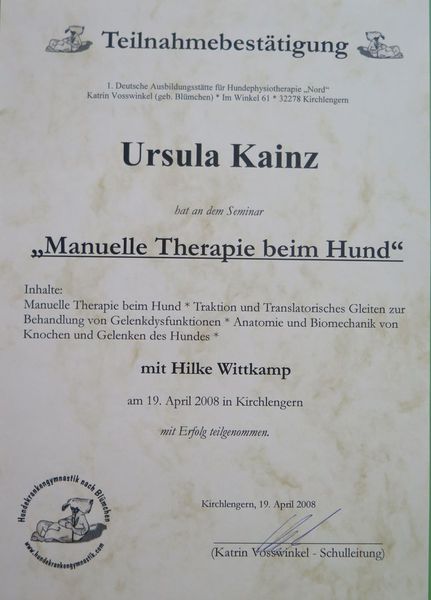 Teilnahmebestätigung
1. Deutsche Ausbildungsstätte für Hundephysiotherapie „Nord“
Katrin Vosswinkel (geb. Blümchen) * Im Winkel 61 * 32278 Kirchlengern
Ursula Kainz
hat an dem Seminar
„Manuelle Therapie beim Hund“
Inhalte:
Manuelle Therapie beim Hund * Traktion und Translatorisches Gleiten zur
Behandlung von Gelenkdysfunktionen * Anatomie und Biomechanik von
Knochen und Gelenken des Hundes *
mit Hilke Wittkamp
am 19. April 2008 in Kirchlengern
mit Erfolg teilgenommen.
Hundekrankengymnastik nach Blümchen
www.hundekrankengymnastik.com
Kirchlengern, 19. April 2008
(Katrin Vosswinkel - Schulleitung)